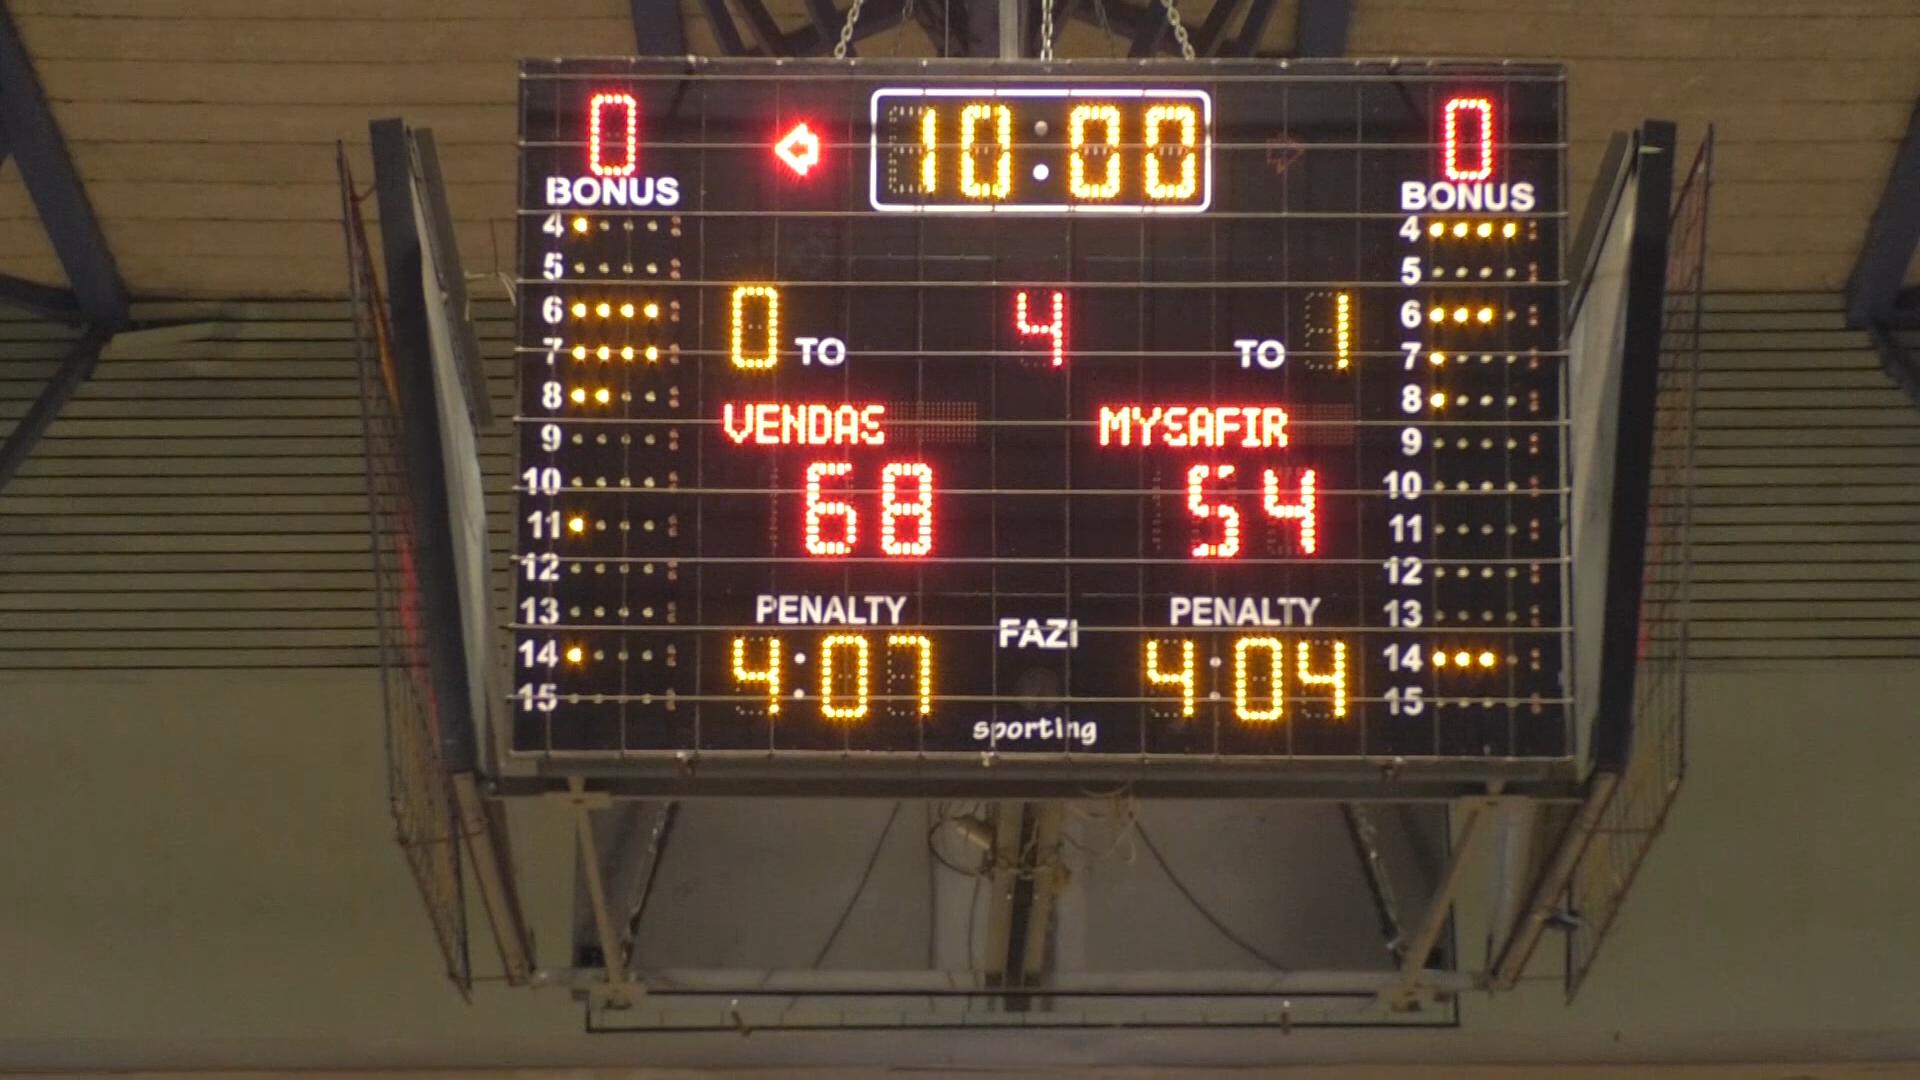 0 10:00 0
BONUS BONUS
4 4
5 5
6 0 TO 4 TO 1 6
7 7
8 8
VENDAS MYSAFIR
9 9
10 68 54 10
11 11
12 12
13 PENALTY PENALTY 13
FAZI
14 4:07 4:04 14
15 15
sporting